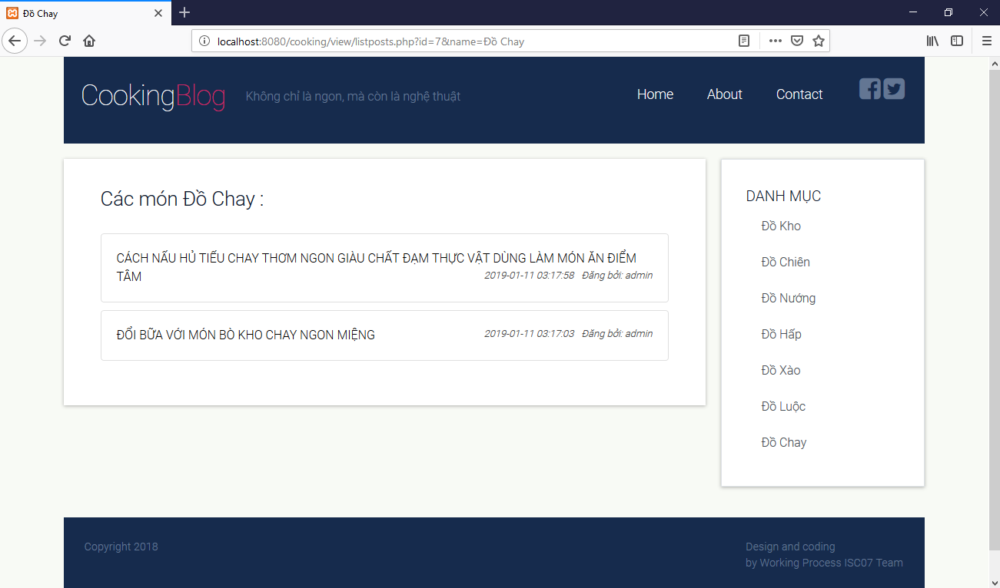 Đồ Chay
localhost:8080/cooking/view/listposts.php?id=7&name=Đồ Chay
CookingBlog
Không chỉ là ngon, mà còn là nghệ thuật
Home
About
Contact
Các món Đồ Chay :
CÁCH NẤU HỦ TIẾU CHAY THƠM NGON GIÀU CHẤT ĐẠM THỰC VẬT DÙNG LÀM MÓN ĂN ĐIỂM
TÂM
2019-01-11 03:17:58 Đăng bởi: admin
ĐỔI BỮA VỚI MÓN BÒ KHO CHAY NGON MIỆNG
2019-01-11 03:17:03 Đăng bởi: admin
DANH MỤC
Đồ Kho
Đồ Chiên
Đồ Nướng
Đồ Hấp
Đồ Xào
Đồ Luộc
Đồ Chay
Copyright 2018
Design and coding
by Working Process ISC07 Team